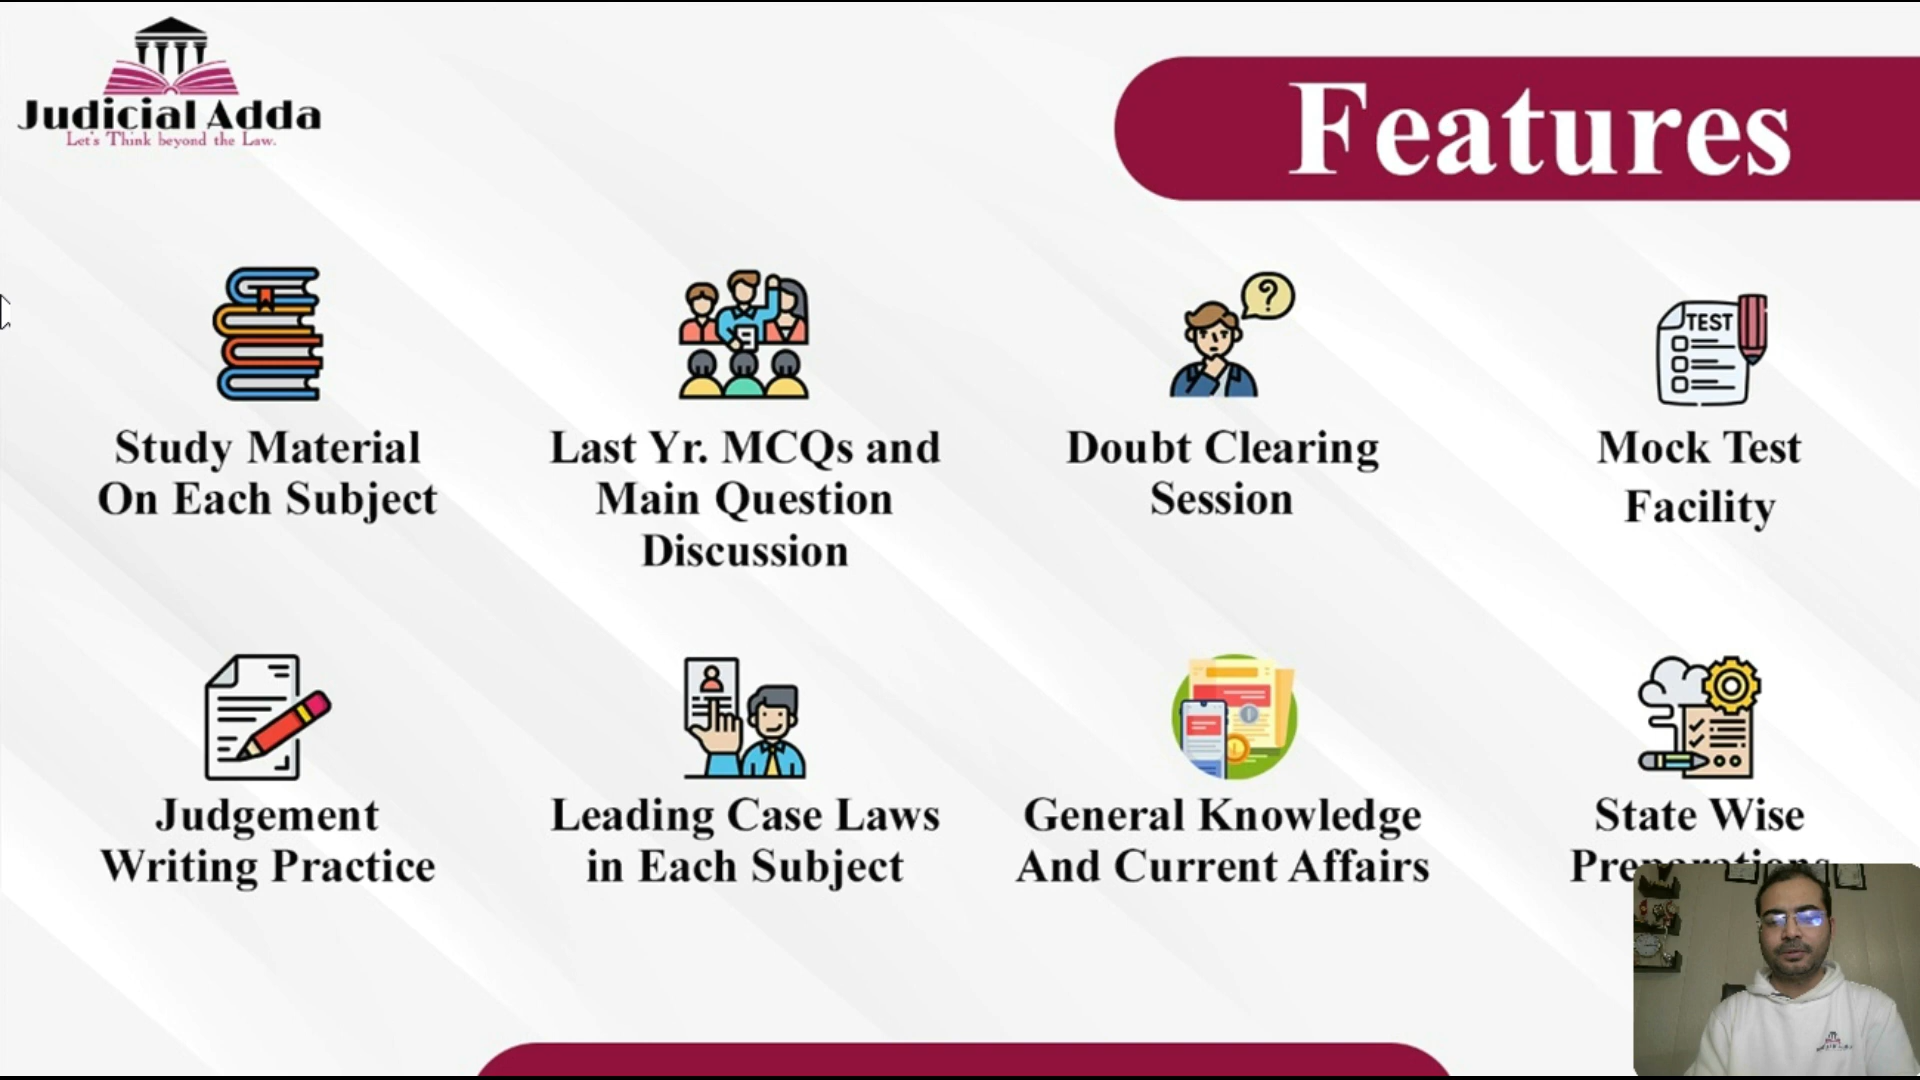 Judicial Adda
Let's Think beyond the Law.
Features
Study Material
On Each Subject
Last Yr. MCQs and
Main Question
Discussion
Doubt Clearing
Session
TEST
Mock Test
Facility
Judgement
Writing Practice
Leading Case Laws
in Each Subject
General Knowledge
And Current Affairs
State Wise
Preparations